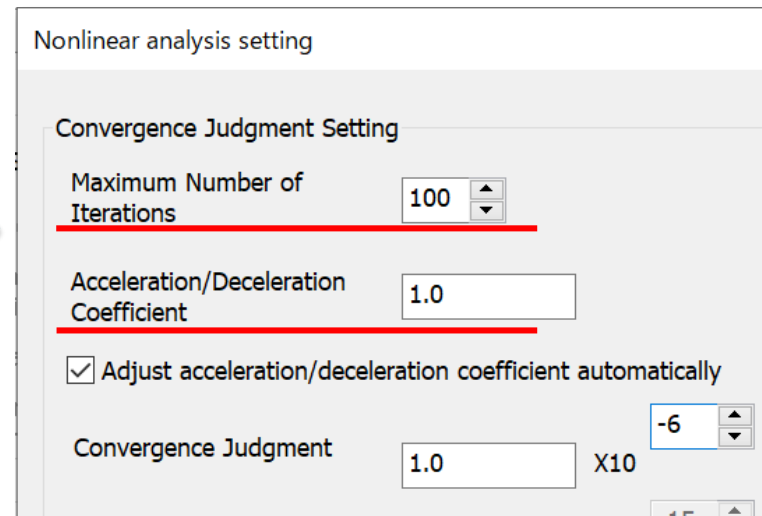 Nonlinear analysis setting
Convergence Judgment Setting
Maximum Number of
Iterations
100
Acceleration/Deceleration
Coefficient
1.0
Adjust acceleration/deceleration coefficient automatically
-6
Convergence Judgment
1.0
X10